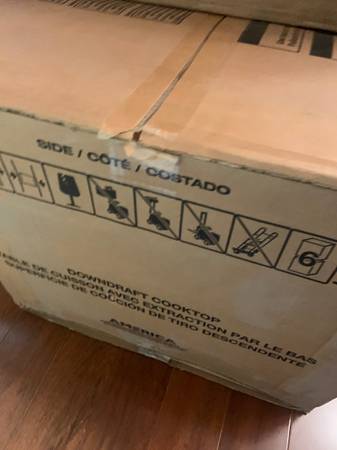 SIDE / CÔTÉ / COSTADO
6
DOWNDRAFT COOKTOP
TABLE DE CUISSON AVEC EXTRACTION PAR LE BAS
SUPERFICIE DE COCCIÓN DE TIRO DESCENDENTE
AMERICA